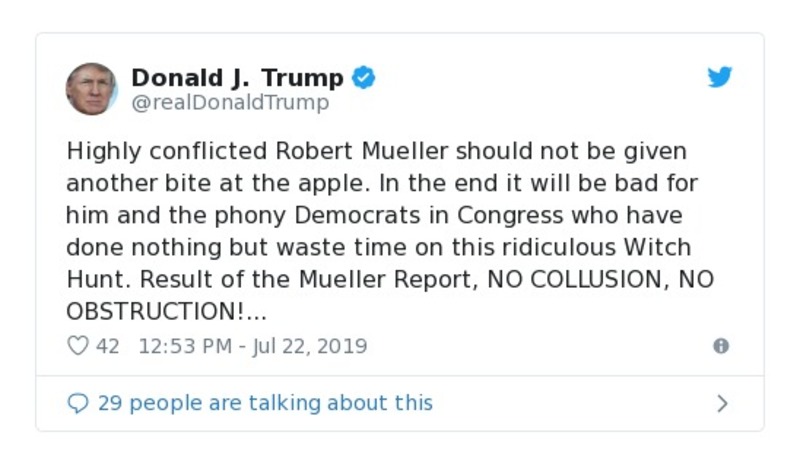 Donald J. Trump
@realDonaldTrump
Highly conflicted Robert Mueller should not be given
another bite at the apple. In the end it will be bad for
him and the phony Democrats in Congress who have
done nothing but waste time on this ridiculous Witch
Hunt. Result of the Mueller Report, NO COLLUSION, NO
OBSTRUCTION!...
42 12:53 PM - Jul 22, 2019
29 people are talking about this